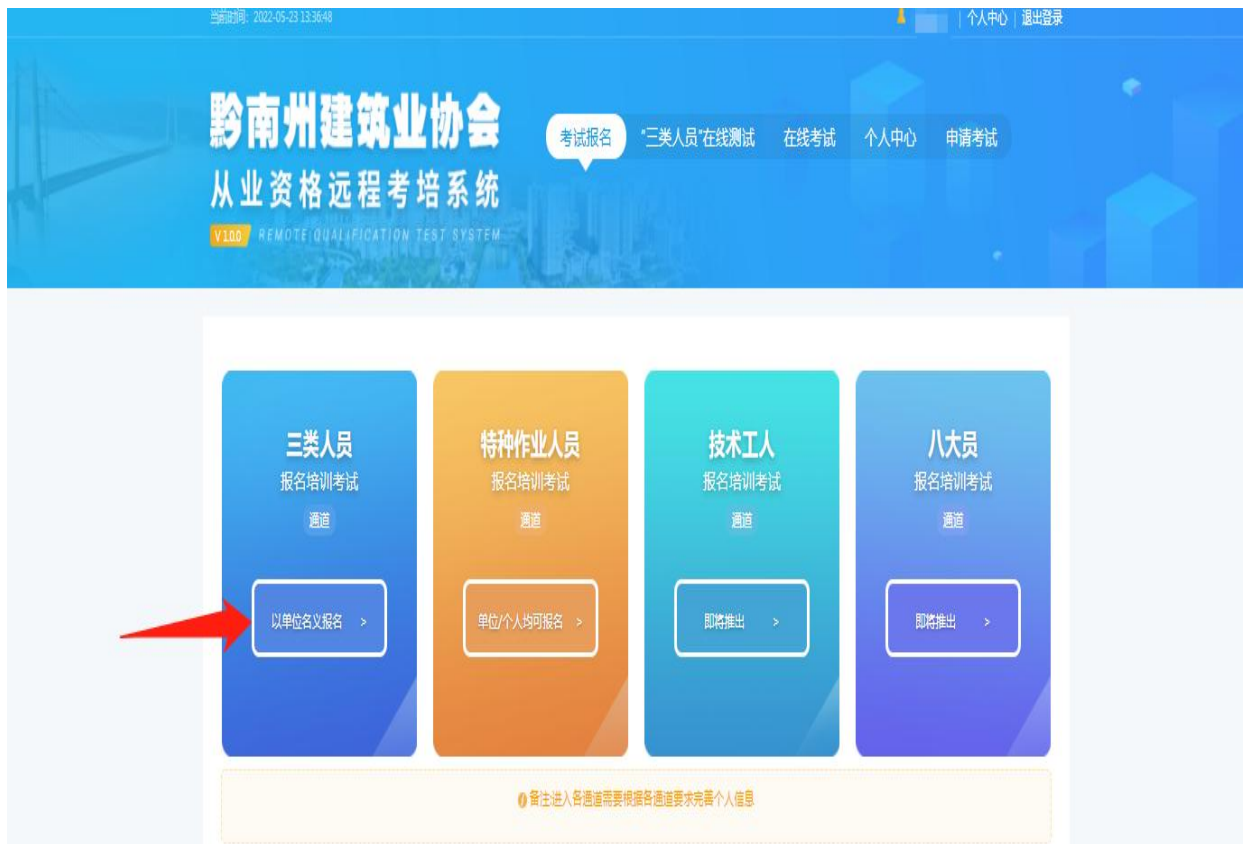 当前时间：2022-05-23 13:36:48
| 个人中心 | 退出登录
黔南州建筑业协会
考试报名 "三类人员"在线测试 在线考试 个人中心 申请考试
从业资格远程考培系统
V 1.0.0 REMOTE QUALIFICATION TEST SYSTEM
三类人员
报名培训考试
通道
以单位名义报名 >
特种作业人员
报名培训考试
通道
单位/个人均可报名 >
技术工人
报名培训考试
通道
即将推出 >
八大员
报名培训考试
通道
即将推出 >
备注:进入各通道需要根据各通道要求完善个人信息